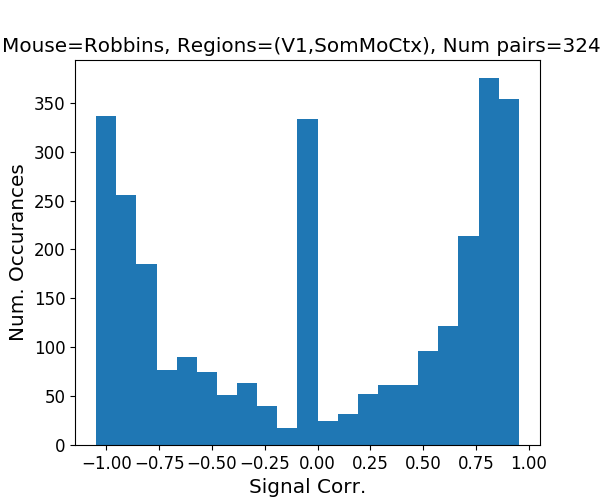 Mouse=Robbins, Regions=(V1,SomMoCtx), Num pairs=324
Num. Occurances
350
300
250
200
150
100
50
0
−1.00 −0.75 −0.50 −0.25 0.00 0.25 0.50 0.75 1.00
Signal Corr.